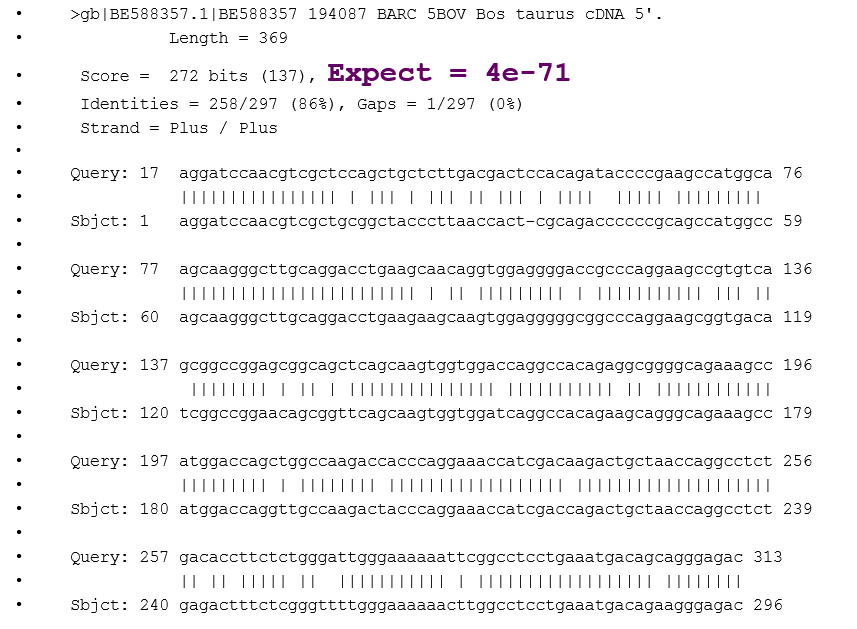 • >gb|BE588357.1|BE588357 194087 BARC 5BOV Bos taurus cDNA 5'.
• Length = 369
• Score = 272 bits (137), Expect = 4e-71
• Identities = 258/297 (86%), Gaps = 1/297 (0%)
• Strand = Plus / Plus
•
• Query: 17 aggatccaacgtcgctccagctgctcttgacgactccacagataccccgaagccatggca 76
• |||||||||||||||| | ||| | ||| || ||| | ||||  ||||| |||||||||
• Sbjct: 1 aggatccaacgtcgctgcggctacccttaaccact-cgcagaccccccgcagccatggcc 59
•
• Query: 77 agcaagggcttgcaggacctgaagcaacaggtggaggggaccgcccaggaagccgtgtca 136
• |||||||||||||||||||||||| | || ||||||||| | ||||||||||| ||| ||
• Sbjct: 60 agcaagggcttgcaggacctgaagaagcaagtggagggggcggcccaggaagcggtgaca 119
•
• Query: 137 gcggccggagcggcagctcagcaagtggtggaccaggccacagaggcggggcagaaagcc 196
• |||||||| | || | ||||||||||||||| ||||||||||| || ||||||||||||
• Sbjct: 120 tcggccggaacagcggttcagcaagtggtggatcaggccacagaagcagggcagaaagcc 179
•
• Query: 197 atggaccagctggccaagaccacccaggaaaccatcgacaagactgctaaccaggcctct 256
• ||||||||| | |||||||| |||||||||||||||||| ||||||||||||||||||||
• Sbjct: 180 atggaccaggttgccaagactacccaggaaaccatcgaccagactgctaaccaggcctct 239
•
• Query: 257 gacaccttctctgggattgggaaaaaattcggcctcctgaaatgacagcagggagac 313
• || || ||||| ||  ||||||||||| | |||||||||||||||||| ||||||||
• Sbjct: 240 gagactttctcgggttttgggaaaaaacttggcctcctgaaatgacagaagggagac 296